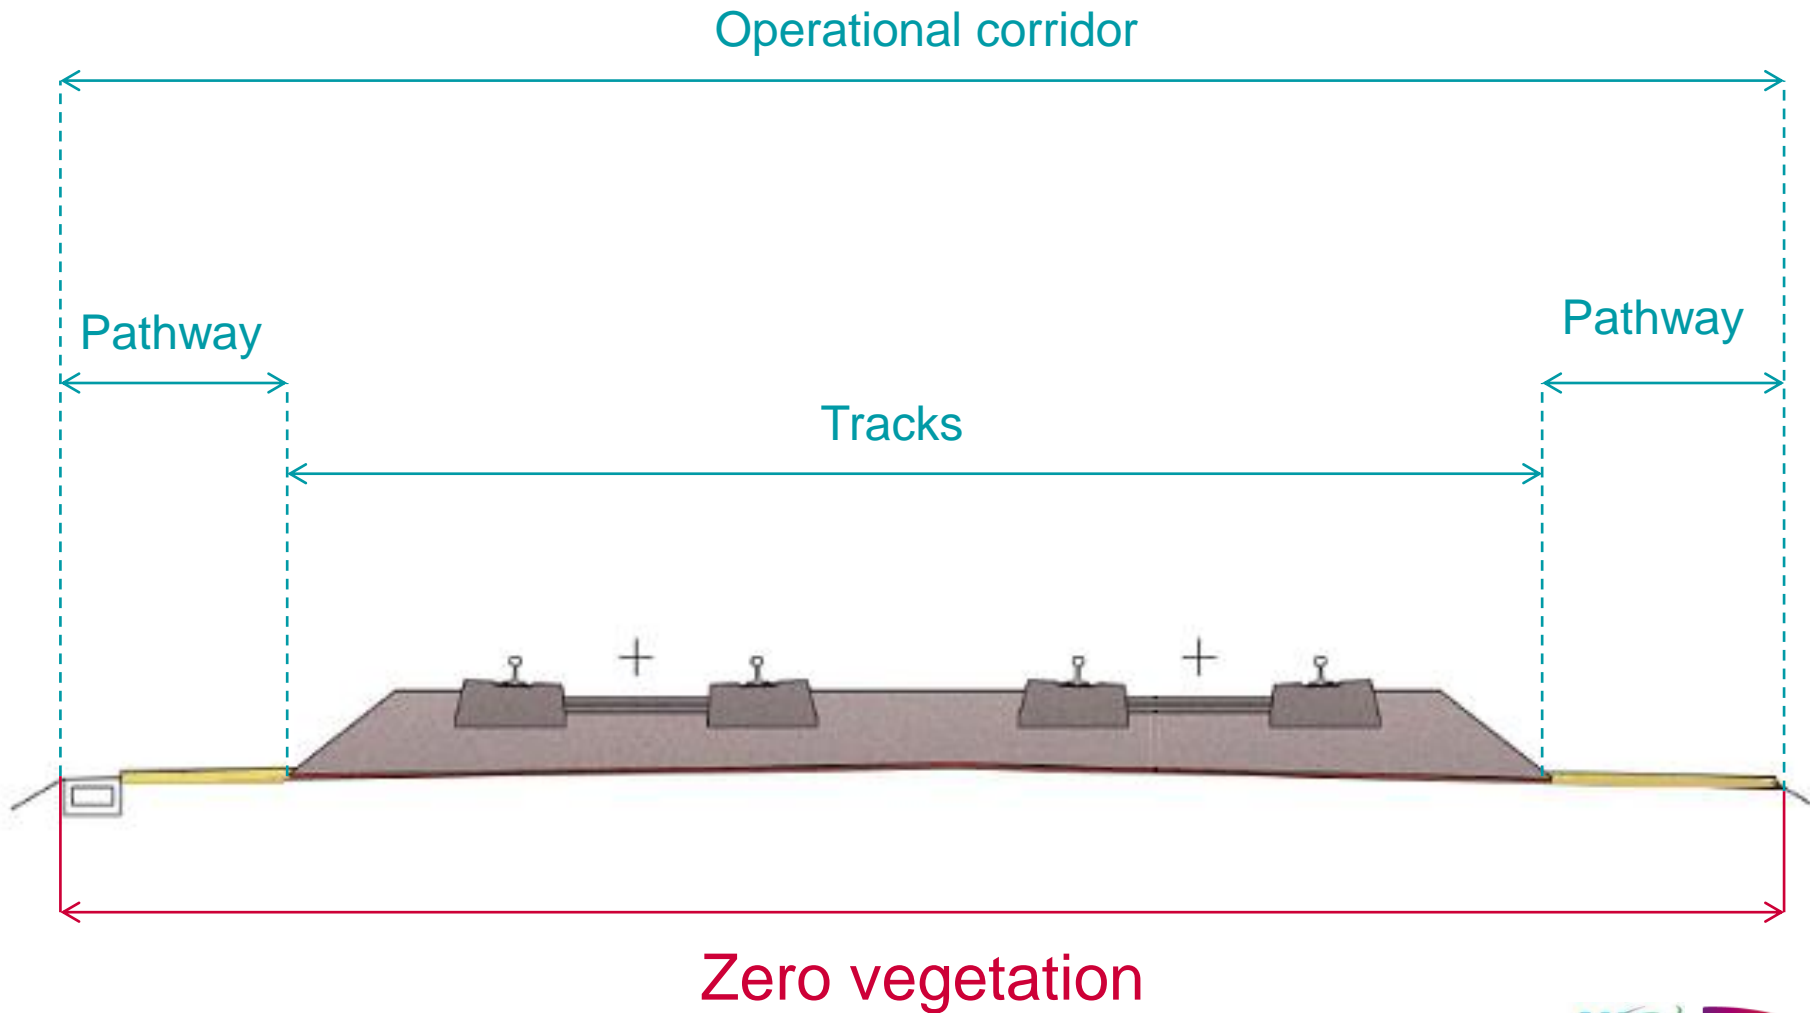 Operational corridor
Pathway
Pathway
Tracks
Zero vegetation